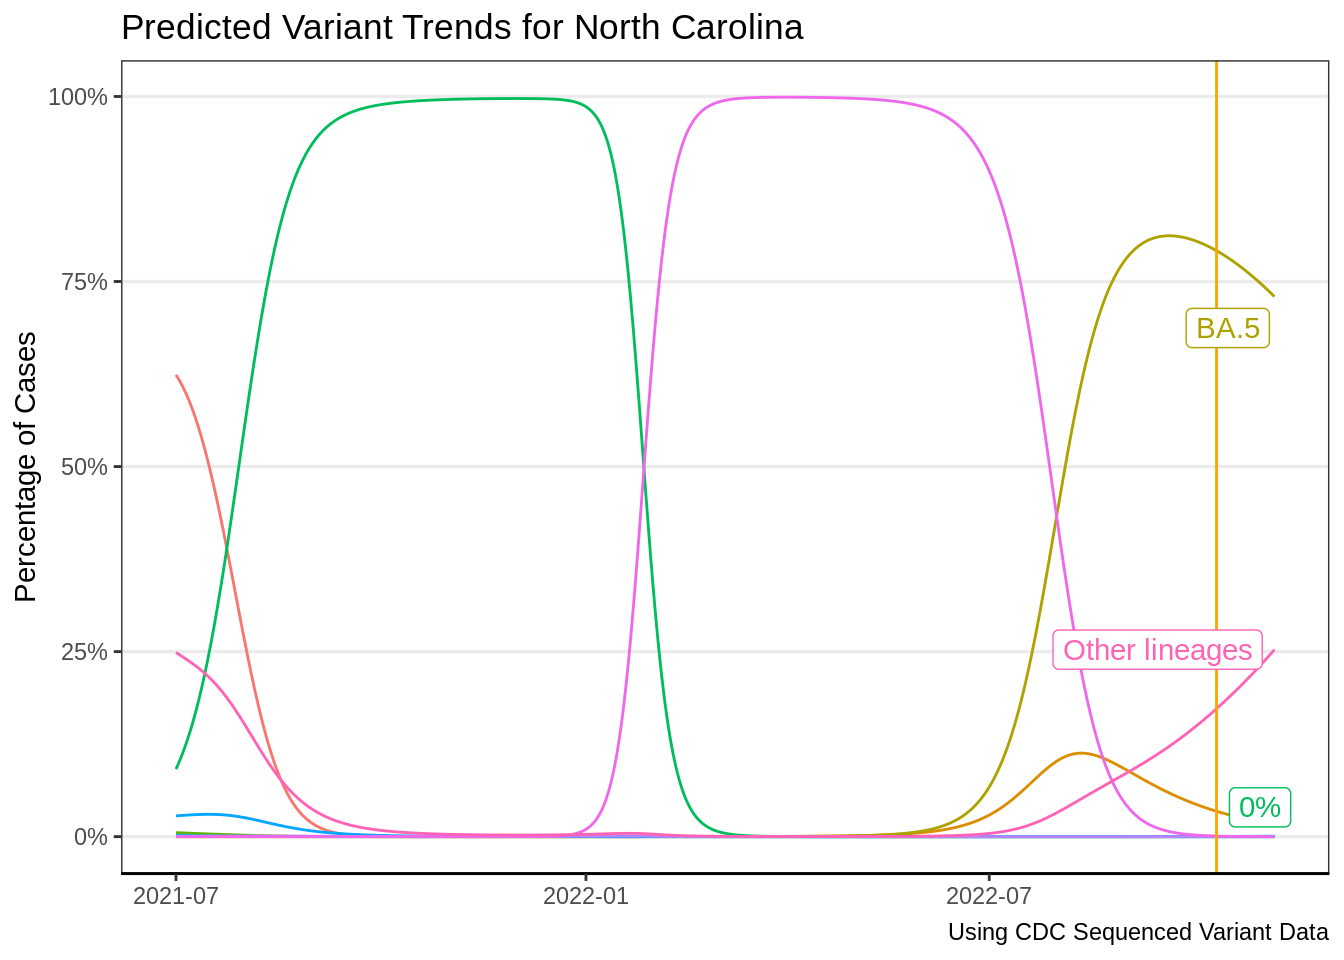 Predicted Variant Trends for North Carolina
100%
75%
50%
25%
0%
Percentage of Cases
BA.5
Other lineages
0%
2021-07
2022-01
2022-07
Using CDC Sequenced Variant Data